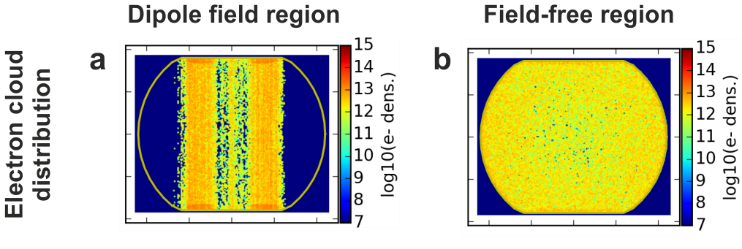 Dipole field region
Field-free region
Electron cloud
distribution
a
15
14
13
12
11
10
9
8
7
log10(e- dens.)
b
15
14
13
12
11
10
9
8
7
log10(e- dens.)